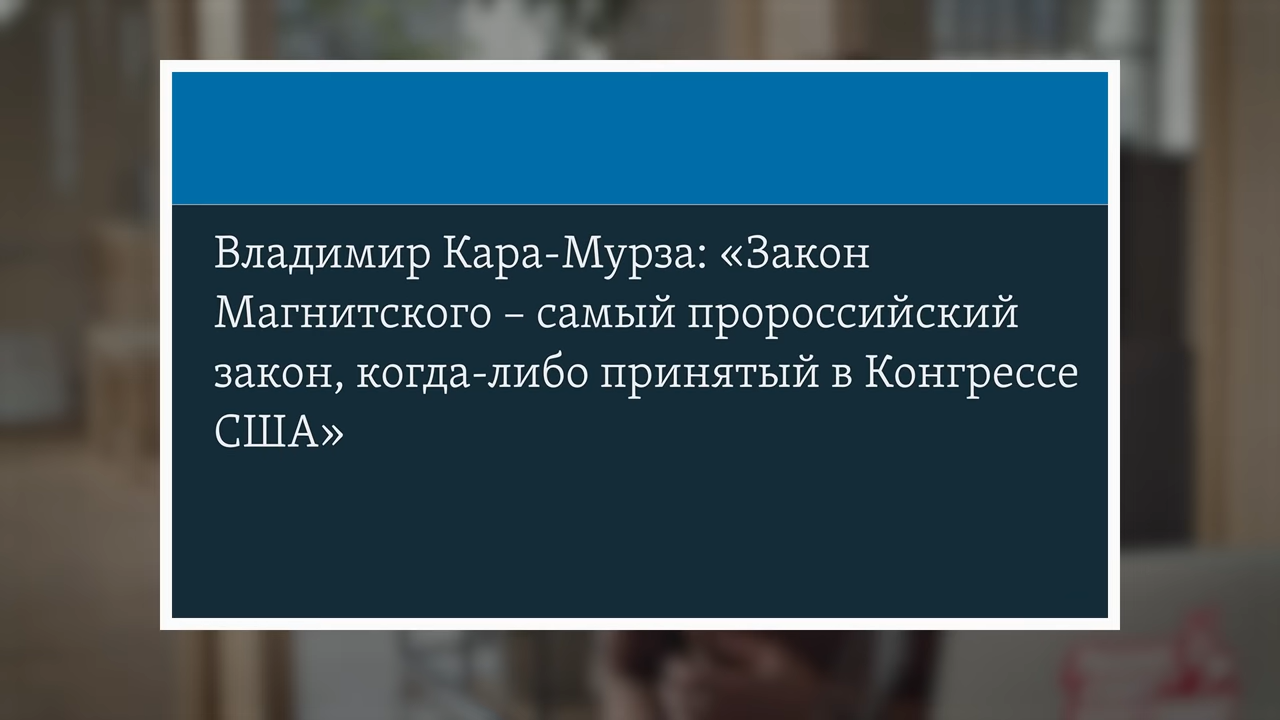 Владимир Кара-Мурза: «Закон
Магнитского – самый пророссийский
закон, когда-либо принятый в Конгрессе
США»